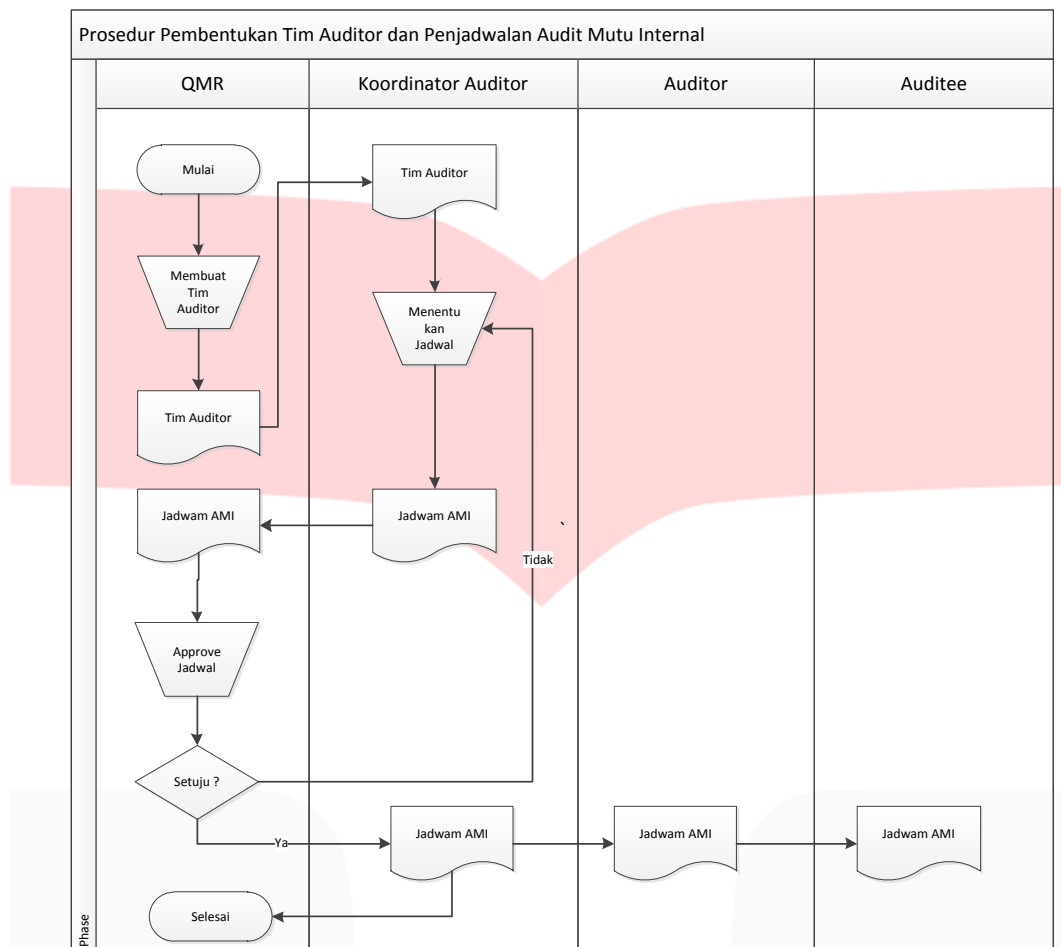 Prosedur Pembentukan Tim Auditor dan Penjadwalan Audit Mutu Internal
QMR
Koordinator Auditor
Auditor
Auditee
Mulai
Tim Auditor
Membuat
Tim
Auditor
Menentu
kan
Jadwal
Tim Auditor
Jadwam AMI
Jadwam AMI
`
Tidak
Approve
Jadwal
Setuju ?
Ya
Jadwam AMI
Jadwam AMI
Jadwam AMI
Selesai
Phase